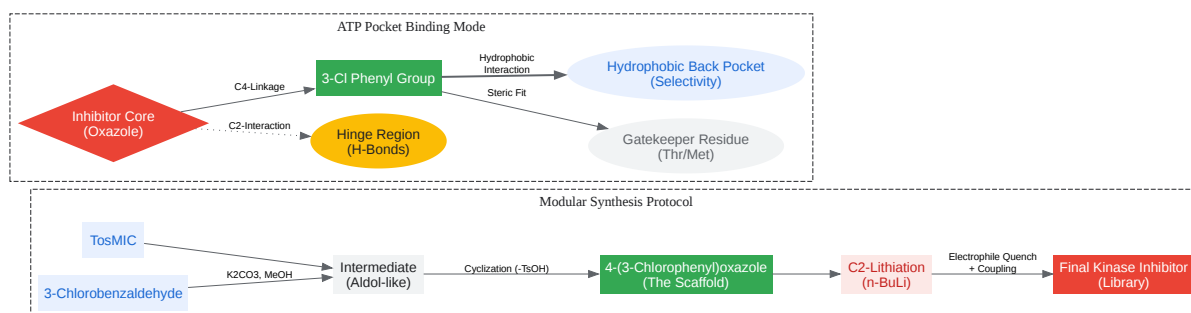 ATP Pocket Binding Mode
Inhibitor Core
(Oxazole)
C4-Linkage
C2-Interaction
3-Cl Phenyl Group
Hinge Region
(H-Bonds)
Hydrophobic
Interaction
Steric Fit
Hydrophobic Back Pocket
(Selectivity)
Gatekeeper Residue
(Thr/Met)
Modular Synthesis Protocol
TosMIC
3-Chlorobenzaldehyde
K2CO3, MeOH
Intermediate
(Aldol-like)
Cyclization (-TsOH)
4-(3-Chlorophenyl)oxazole
(The Scaffold)
C2-Lithiation
(n-BuLi)
Electrophile Quench
+ Coupling
Final Kinase Inhibitor
(Library)